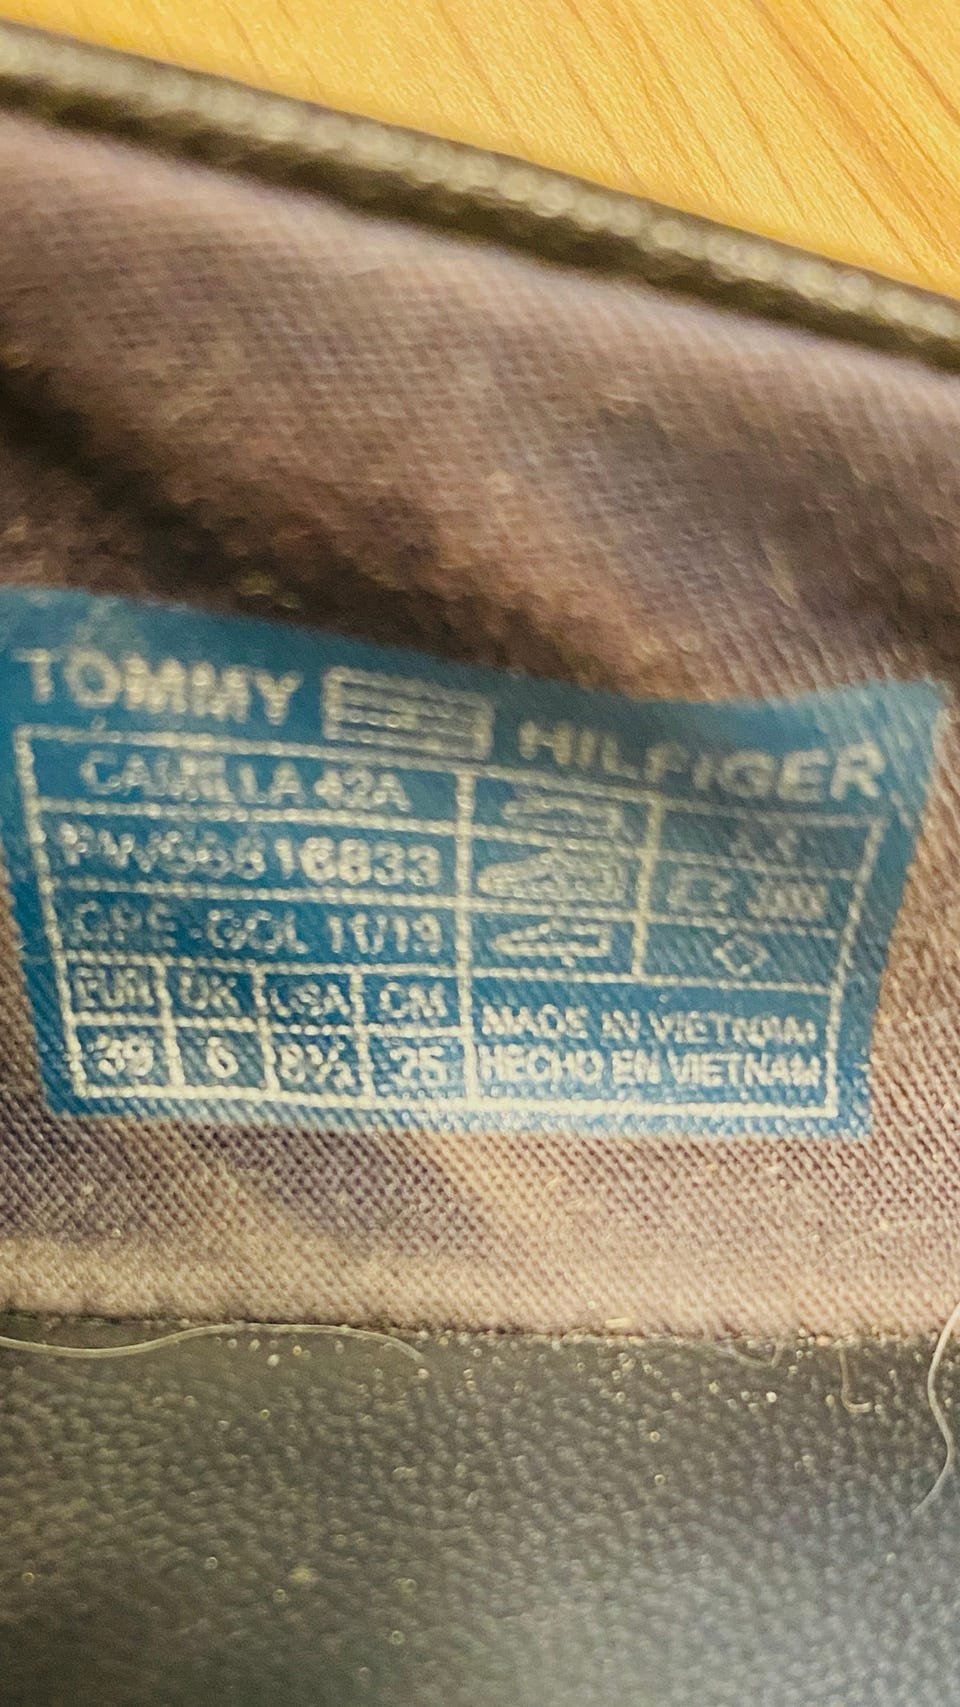 TOMMY HILFIGER
CAMILLA 42A
16833
11/19
EUR UK USA CM
39 6 8½ 25
MADE IN VIETNAM
HECHO EN VIETNAM